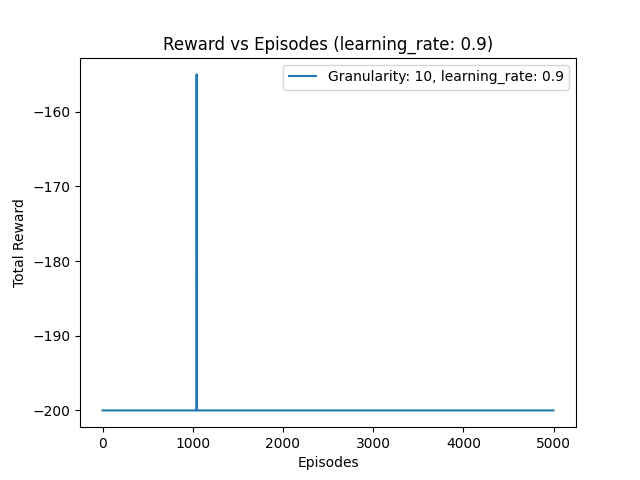 Reward vs Episodes (learning_rate: 0.9)
Granularity: 10, learning_rate: 0.9
−160
−170
−180
−190
−200
Total Reward
0 1000 2000 3000 4000 5000
Episodes